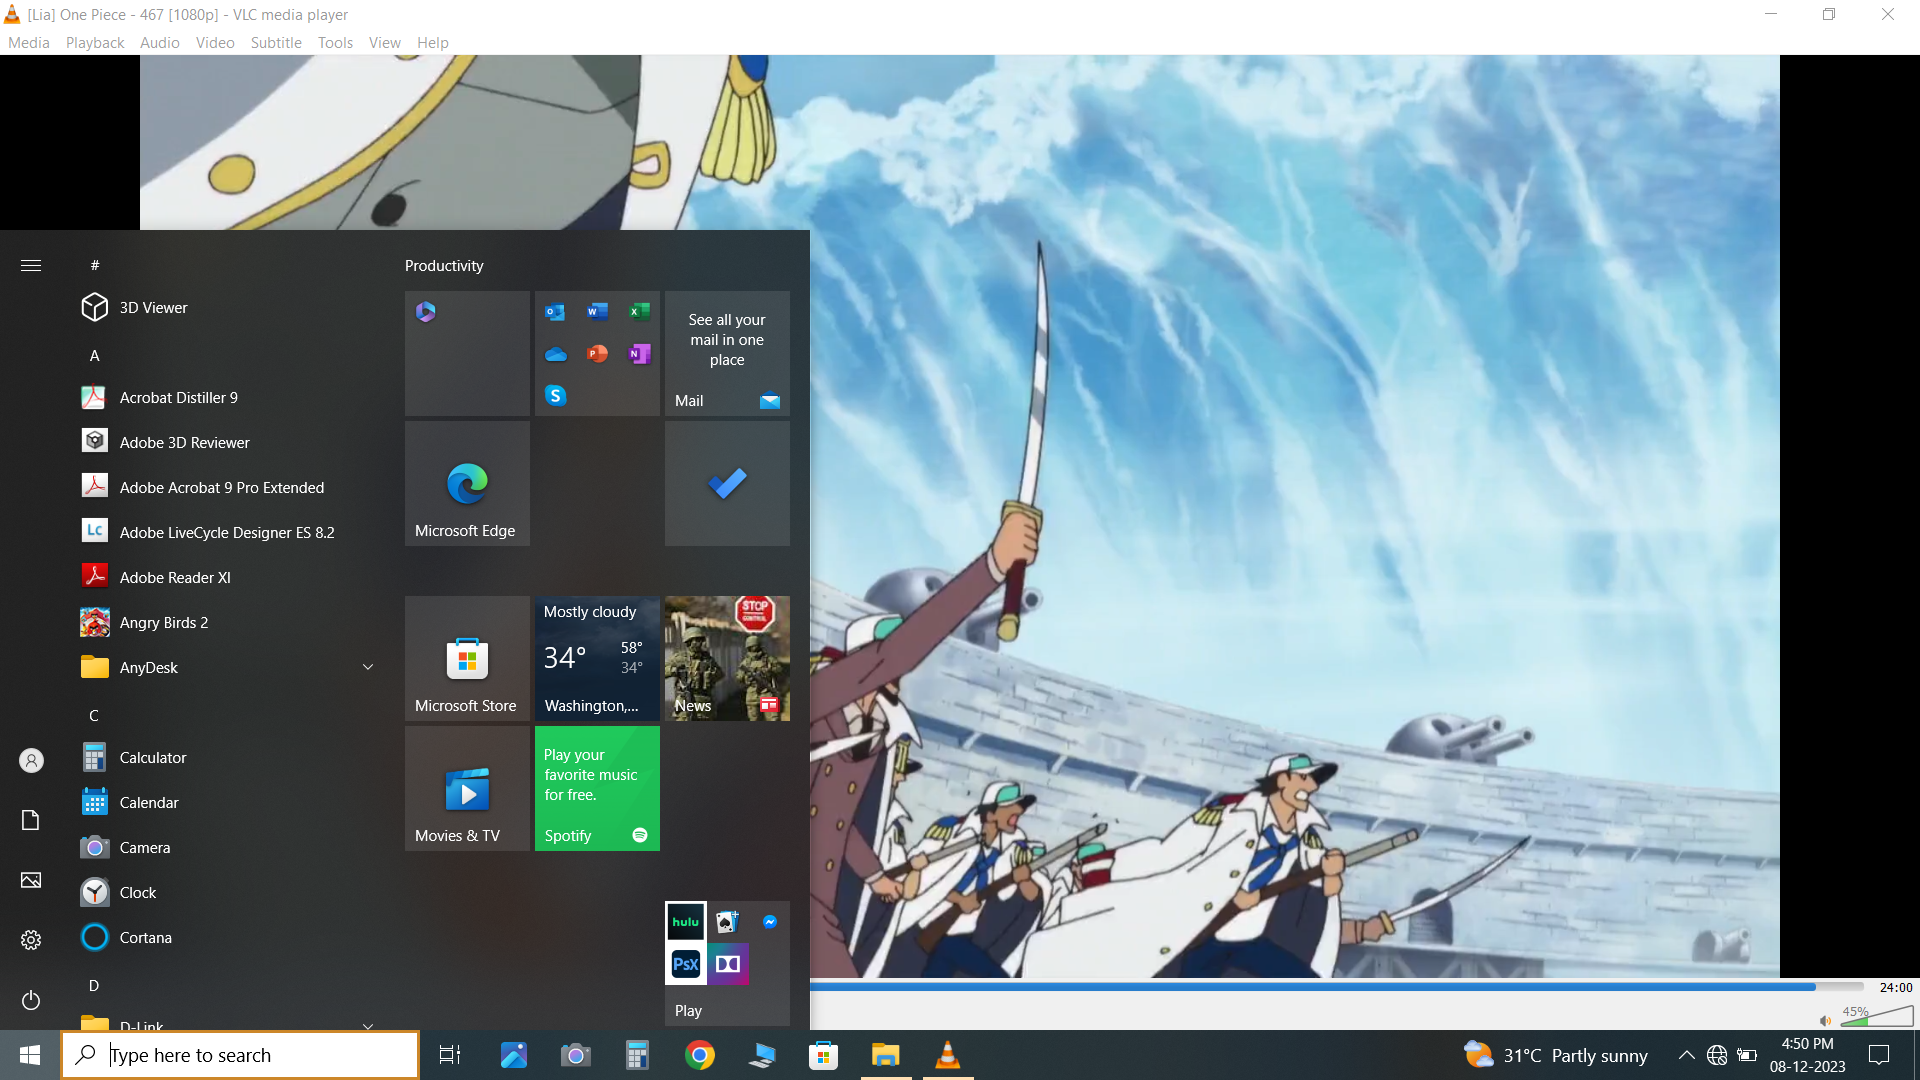 [Lia] One Piece - 467 [1080p] - VLC media player
Media Playback Audio Video Subtitle Tools View Help
#
3D Viewer
A
Acrobat Distiller 9
Adobe 3D Reviewer
Adobe Acrobat 9 Pro Extended
Adobe LiveCycle Designer ES 8.2
Lc
Adobe Reader XI
Angry Birds 2
AnyDesk
C
Calculator
Calendar
Camera
Clock
Cortana
D
D-Link
Productivity
O W X
P N
S
See all your
mail in one
place
Mail
Microsoft Edge
Microsoft Store
Mostly cloudy
34° 58°
34°
Washington,...
STOP
CONTROL
News
Movies & TV
Play your
favorite music
for free.
Spotify
hulu
PsX
Play
24:00
45%
Type here to search
31°C Partly sunny
4:50 PM
08-12-2023